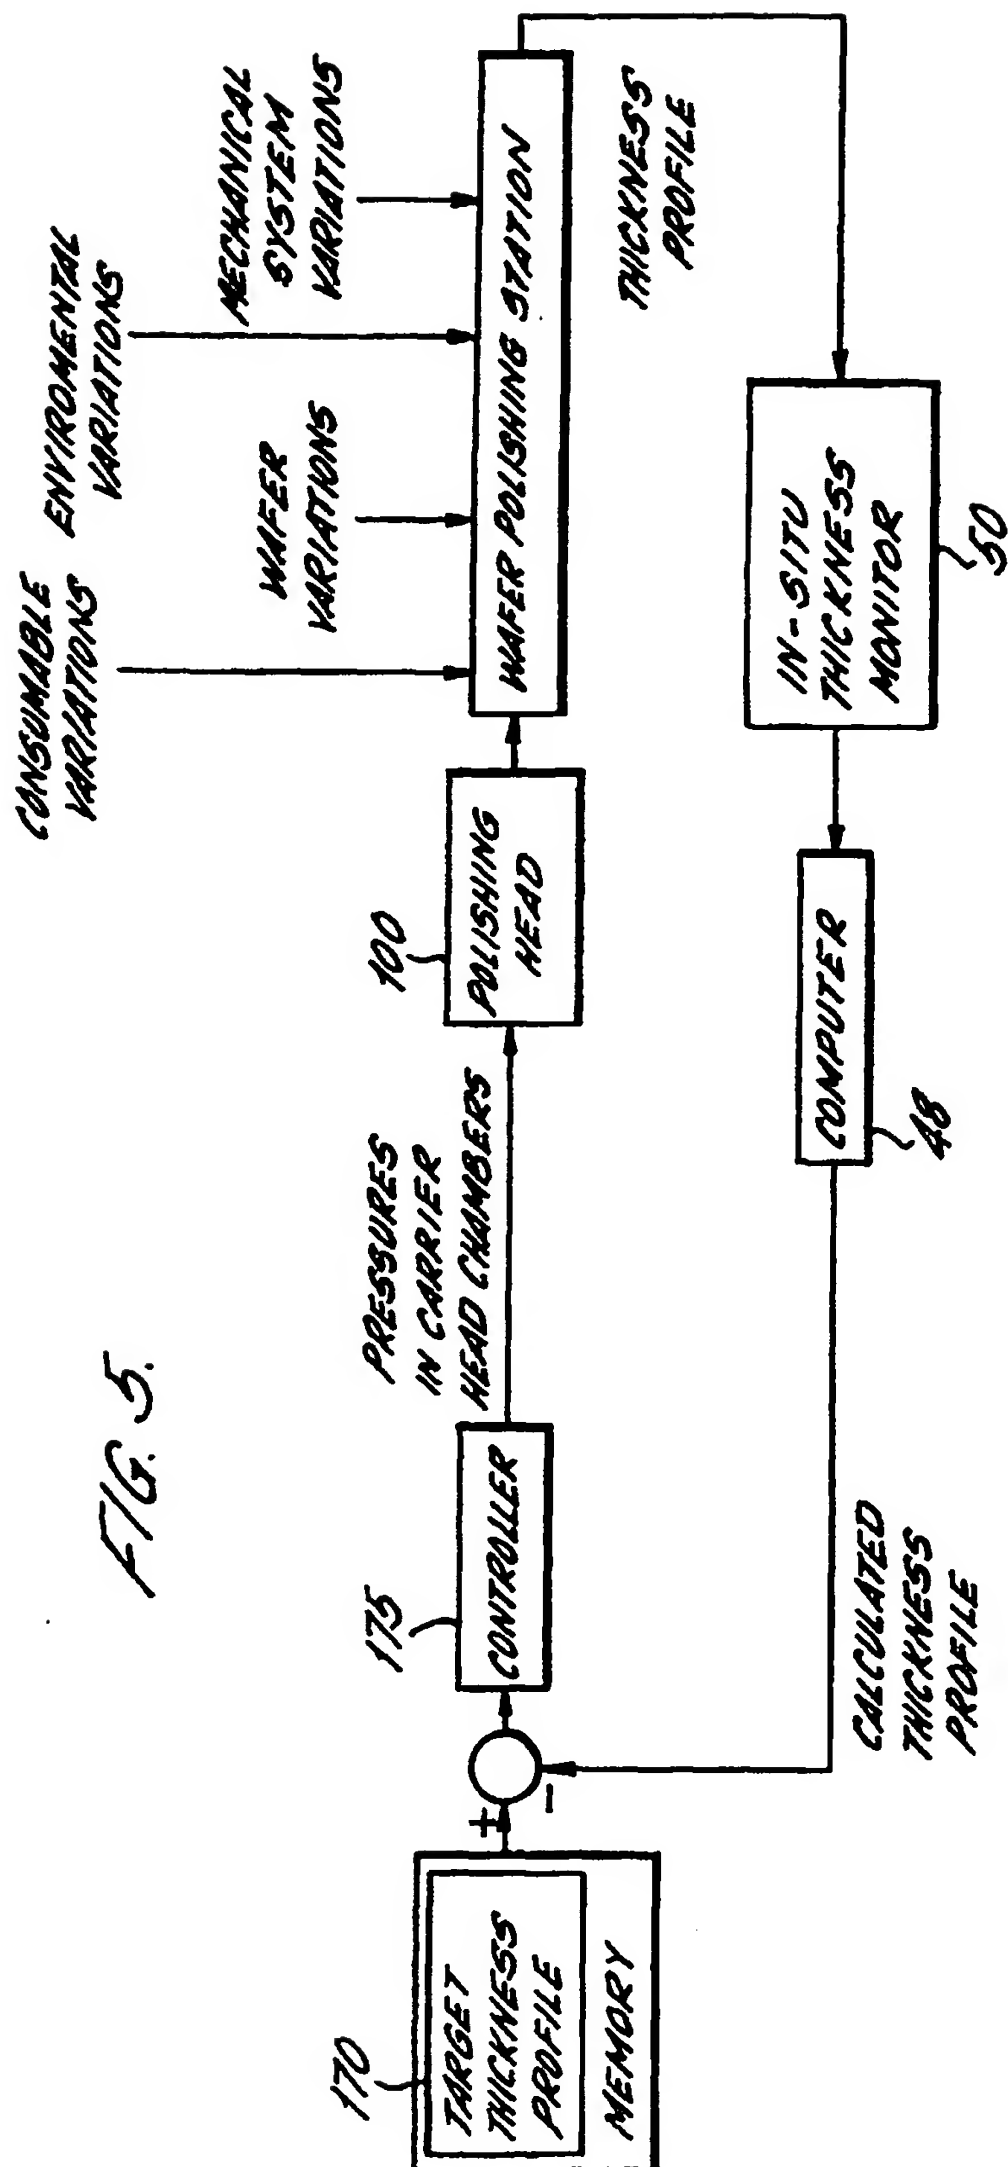 FIG. 5.
CONSUMABLE
VARIATIONS
ENVIROMENTAL
VARIATIONS
WAFER
VARIATIONS
MECHANICAL
SYSTEM
VARIATIONS
170
TARGET
THICKNESS
PROFILE
MEMORY
+
-
175
CONTROLLER
PRESSURES
IN CARRIER
HEAD CHAMBERS
100
POLISHING
HEAD
WAFER POLISHING STATION
THICKNESS
PROFILE
IN-SITU
THICKNESS
MONITOR
50
COMPUTER
48
CALCULATED
THICKNESS
PROFILE